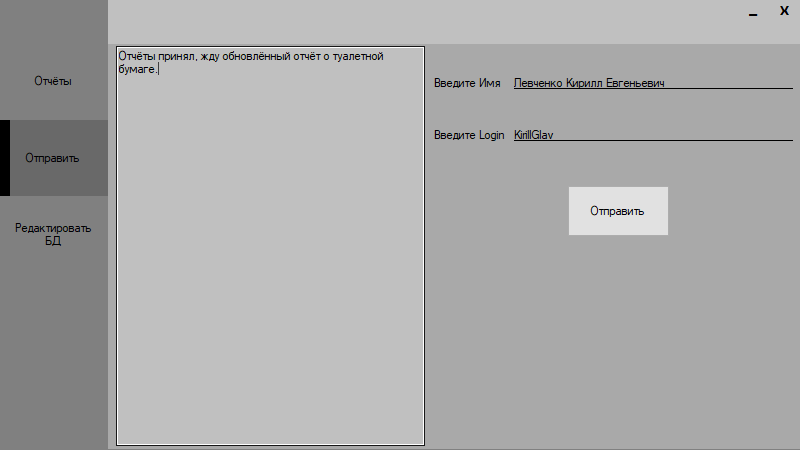 _ X
Отчёты
Отправить
Редактировать
БД
Отчёты принял, жду обновлённый отчёт о туалетной
бумаге.
Введите Имя Левченко Кирилл Евгеньевич
Введите Login KirillGlav
Отправить